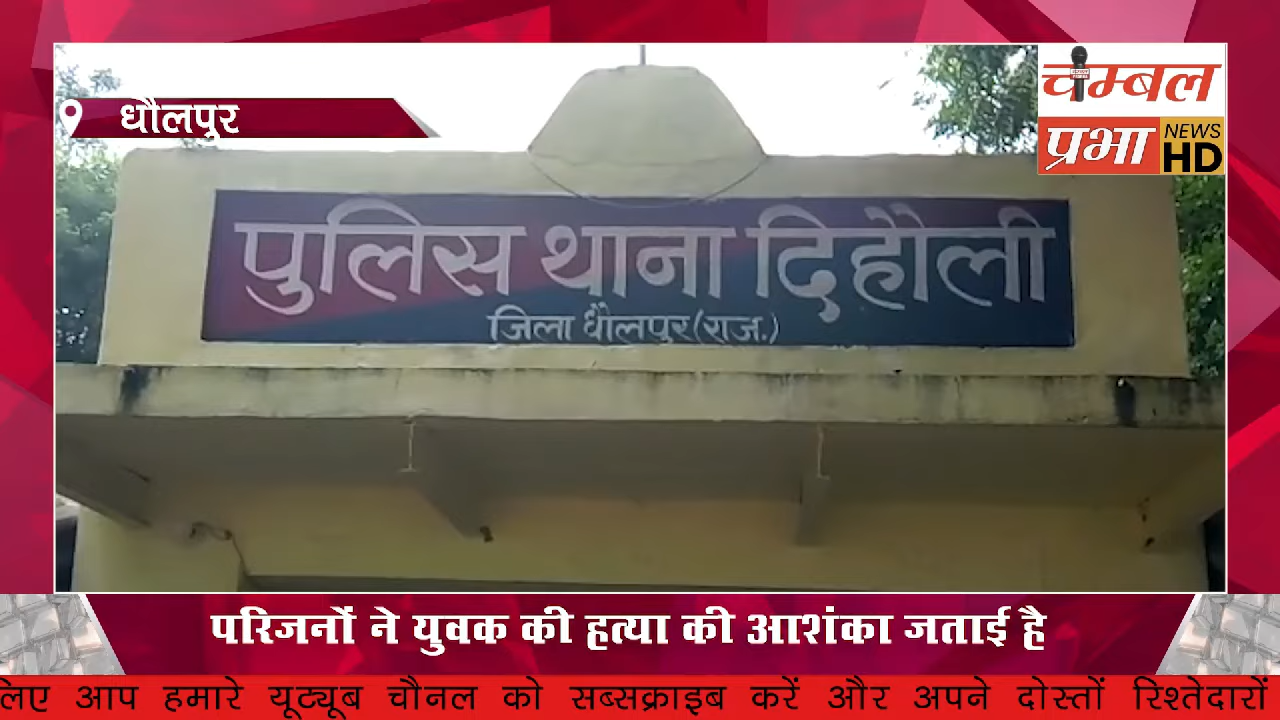 धौलपुर
चम्बल
प्रभा NEWS HD
पुलिस थाना दिहौली
जिला धौलपुर (राज.)
परिजनों ने युवक की हत्या की आशंका जताई है
लिए आप हमारे यूट्यूब चौनल को सब्सक्राइब करें और अपने दोस्तों रिश्तेदारों